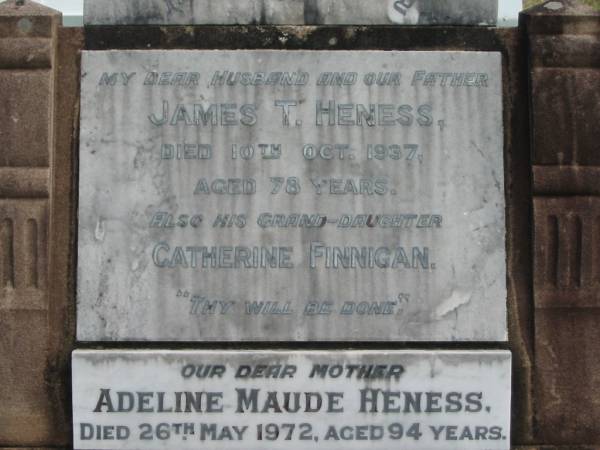 MY DEAR HUSBAND AND OUR FATHER
JAMES T. HENESS,
DIED 10TH OCT. 1937,
AGED 78 YEARS.
ALSO HIS GRAND-DAUGHTER
CATHERINE FINNIGAN.
"THY WILL BE DONE."
OUR DEAR MOTHER
ADELINE MAUDE HENESS,
DIED 26TH MAY 1972, AGED 94 YEARS.